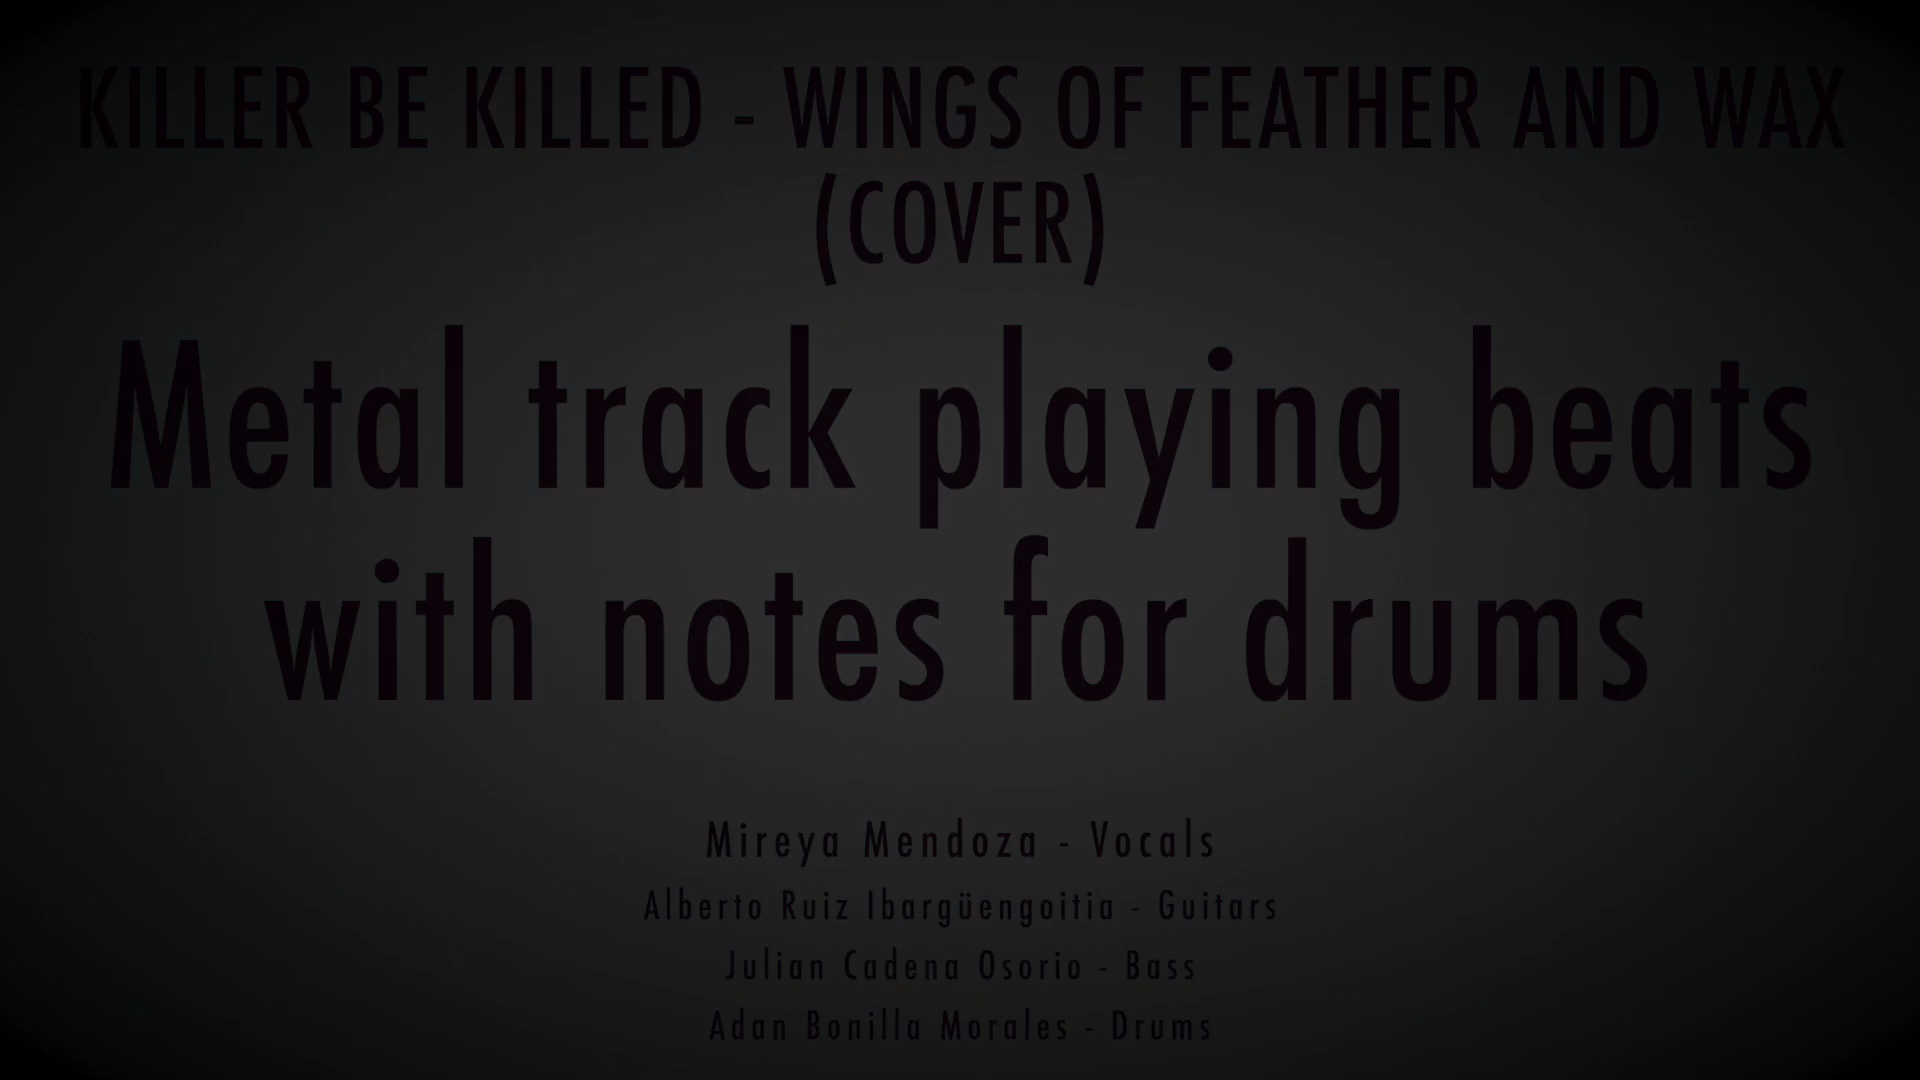 KILLER BE KILLED - WINGS OF FEATHER AND WAX
(COVER)
Metal track playing beats
with notes for drums
Mireya Mendoza - Vocals
Alberto Ruiz Ibargüengoitia - Guitars
Julian Cadena Osorio - Bass
Adan Bonilla Morales - Drums